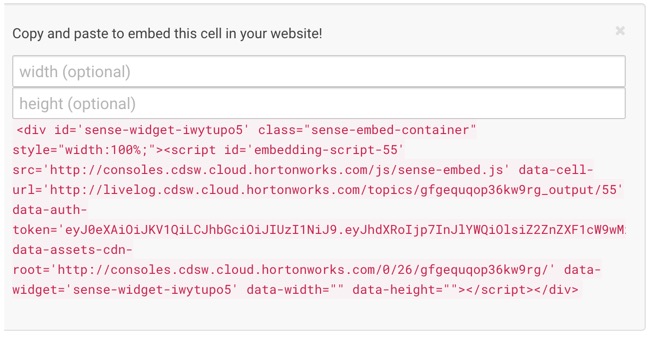 Copy and paste to embed this cell in your website!
×
width (optional)
height (optional)
<div id='sense-widget-iwytupo5' class="sense-embed-container"
style="width:100%;"><script id='embedding-script-55'
src='http://consoles.cdsw.cloud.hortonworks.com/js/sense-embed.js' data-cell-
url='http://livelog.cdsw.cloud.hortonworks.com/topics/gfgequqop36kw9rg_output/55'
data-auth-
token='eyJ0eXAiOiJKV1QiLCJhbGciOiJIUzI1NiJ9.eyJhdXRoIjp7InJlYWQiOlsiZ2ZnZXF1cW9wM
data-assets-cdn-
root='http://consoles.cdsw.cloud.hortonworks.com/0/26/gfgequqop36kw9rg/' data-
widget='sense-widget-iwytupo5' data-width="" data-height=""></script></div>